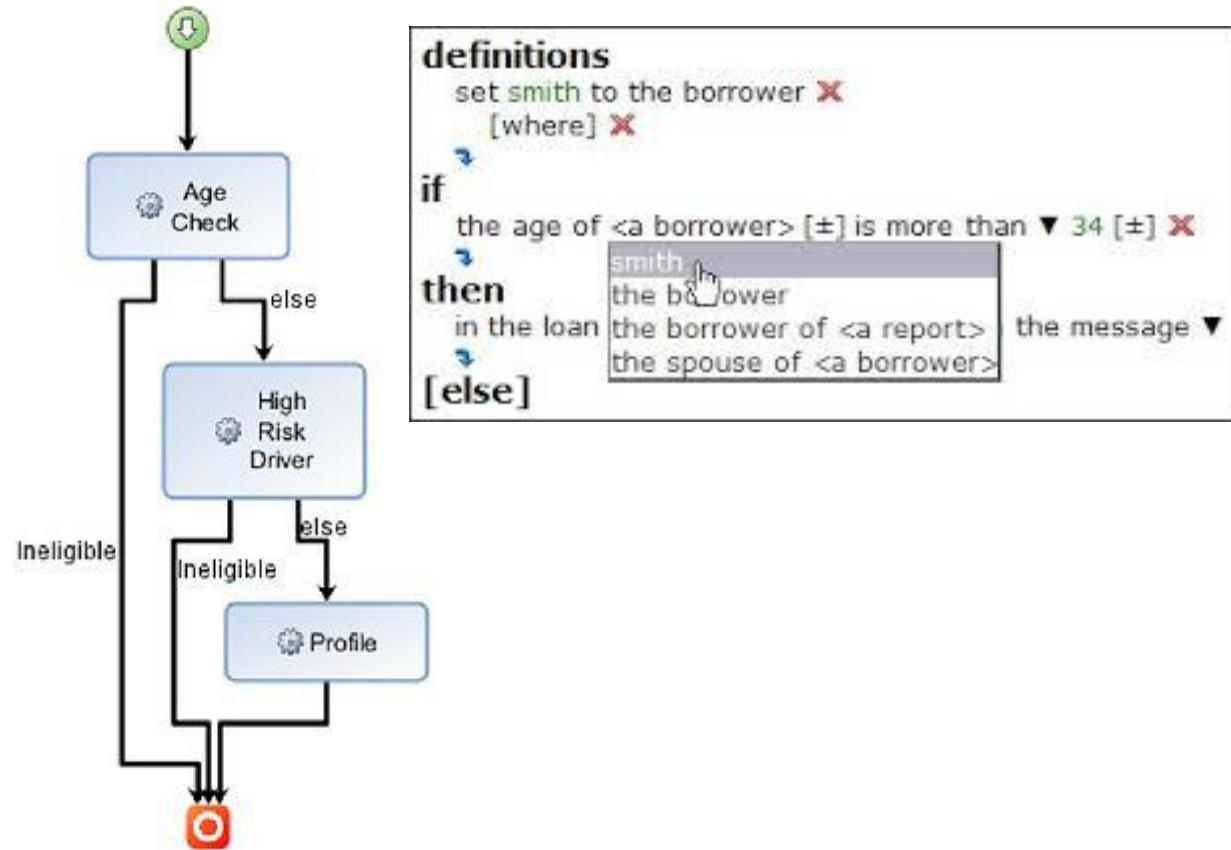 Age
Check
else
High
Risk
Driver
Ineligible
else
Ineligible
Profile
definitions
set smith to the borrower
[where]
if
the age of <a borrower> [±] is more than ▼ 34 [±]
smith
then
the borrower
in the loan the borrower of <a report> the message ▼
the spouse of <a borrower>
[else]